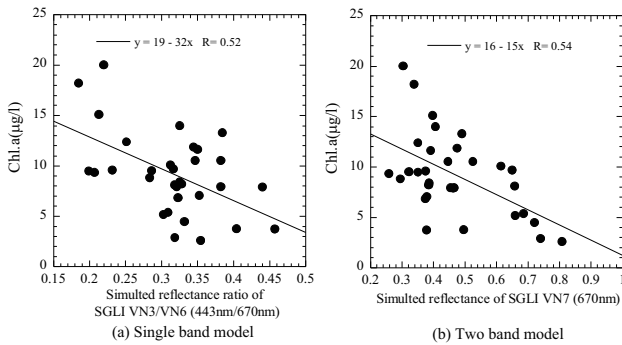 y = 19 - 32x R= 0.52
Chl.a(µg/l)
25
20
15
10
5
0
0.15 0.2 0.25 0.3 0.35 0.4 0.45 0.5
Simulted reflectance ratio of
SGLI VN3/VN6 (443nm/670nm)
(a) Single band model
y = 16 - 15x R= 0.54
Chl.a(µg/l)
25
20
15
10
5
0
0.2 0.3 0.4 0.5 0.6 0.7 0.8 0.9 1
Simulted reflectance of SGLI VN7 (670nm)
(b) Two band model